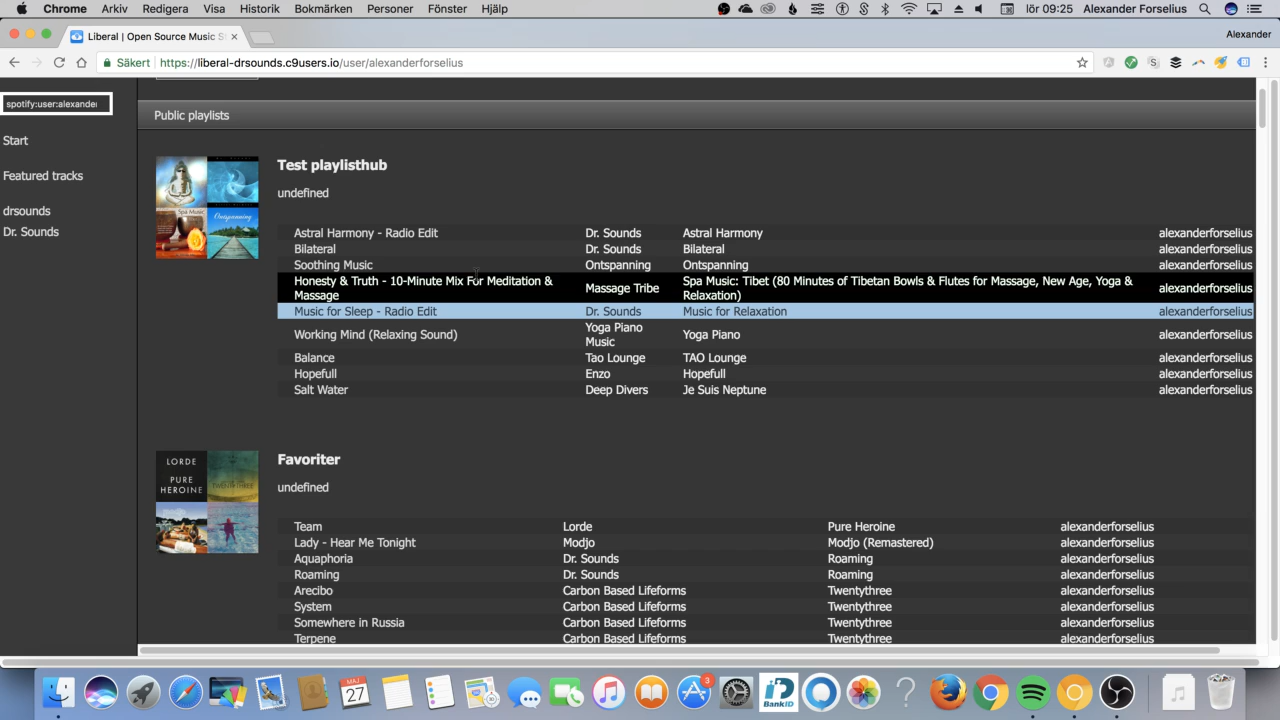 Chrome Arkiv Redigera Visa Historik Bokmärken Personer Fönster Hjälp lör 09:25 Alexander Forselius
Liberal | Open Source Music St Alexander
Säkert https://liberal-drsounds.c9users.io/user/alexanderforselius
spotify:user:alexander
Start
Featured tracks
drsounds
Dr. Sounds
Public playlists
Test playlisthub
undefined
Astral Harmony - Radio Edit Dr. Sounds Astral Harmony alexanderforselius
Bilateral Dr. Sounds Bilateral alexanderforselius
Soothing Music Ontspanning Ontspanning alexanderforselius
Honesty & Truth - 10-Minute Mix For Meditation & Massage Massage Tribe Spa Music: Tibet (80 Minutes of Tibetan Bowls & Flutes for Massage, New Age, Yoga & Relaxation) alexanderforselius
Music for Sleep - Radio Edit Dr. Sounds Music for Relaxation alexanderforselius
Working Mind (Relaxing Sound) Yoga Piano Music Yoga Piano alexanderforselius
Balance Tao Lounge TAO Lounge alexanderforselius
Hopefull Enzo Hopefull alexanderforselius
Salt Water Deep Divers Je Suis Neptune alexanderforselius
Spa Music
Ontspanning
LORDE
PURE
HEROINE
Favoriter
undefined
Team Lorde Pure Heroine alexanderforselius
Lady - Hear Me Tonight Modjo Modjo (Remastered) alexanderforselius
Aquaphoria Dr. Sounds Roaming alexanderforselius
Roaming Dr. Sounds Roaming alexanderforselius
Arecibo Carbon Based Lifeforms Twentythree alexanderforselius
System Carbon Based Lifeforms Twentythree alexanderforselius
Somewhere in Russia Carbon Based Lifeforms Twentythree alexanderforselius
Terpene Carbon Based Lifeforms Twentythree alexanderforselius
MAJ
27
3
BankID